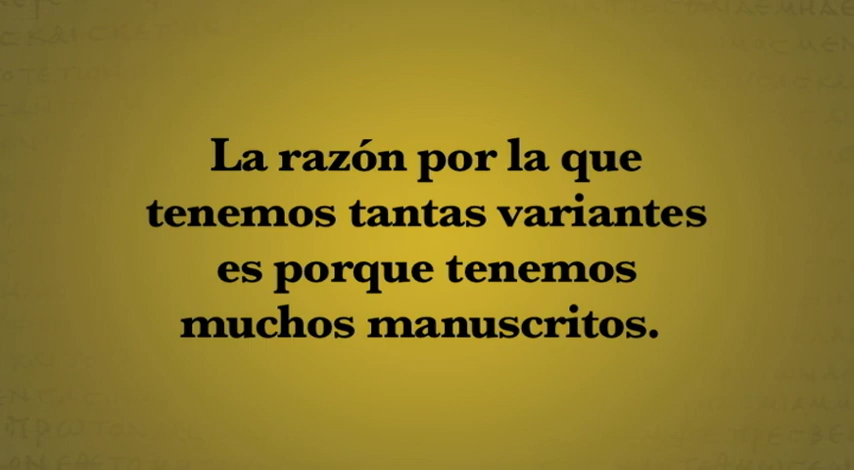 La razón por la que
tenemos tantas variantes
es porque tenemos
muchos manuscritos.